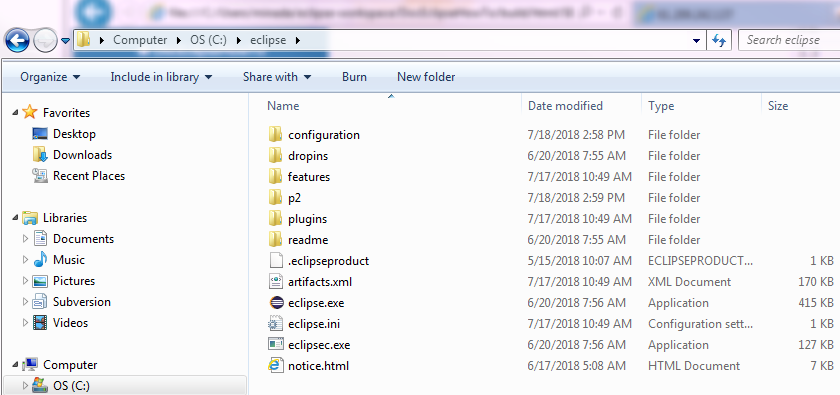 Computer OS (C:) eclipse Search eclipse
Organize Include in library Share with Burn New folder
Name Date modified Type Size
Favorites
Desktop
Downloads
Recent Places
Libraries
Documents
Music
Pictures
Subversion
Videos
Computer
OS (C:)
configuration 7/18/2018 2:58 PM File folder
dropins 6/20/2018 7:55 AM File folder
features 7/17/2018 10:49 AM File folder
p2 7/18/2018 2:59 PM File folder
plugins 7/17/2018 10:49 AM File folder
readme 6/20/2018 7:55 AM File folder
.eclipseproduct 5/15/2018 10:07 AM ECLIPSEPRODUCT... 1 KB
artifacts.xml 7/17/2018 10:49 AM XML Document 170 KB
eclipse.exe 6/20/2018 7:56 AM Application 415 KB
eclipse.ini 7/17/2018 10:49 AM Configuration sett... 1 KB
eclipsec.exe 6/20/2018 7:56 AM Application 127 KB
notice.html 6/17/2018 5:08 AM HTML Document 7 KB